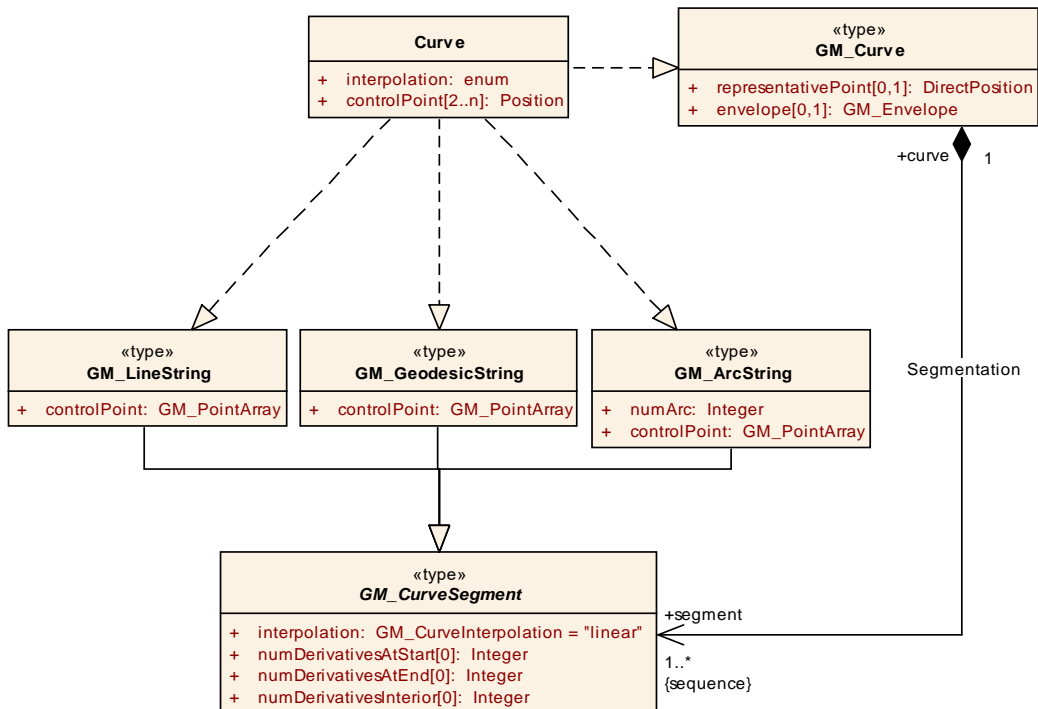 Curve
+ interpolation: enum
+ controlPoint[2..n]: Position
«type»
GM_Curve
+ representativePoint[0,1]: DirectPosition
+ envelope[0,1]: GM_Envelope
+curve
1
«type»
GM_LineString
+ controlPoint: GM_PointArray
«type»
GM_GeodesicString
+ controlPoint: GM_PointArray
«type»
GM_ArcString
+ numArc: Integer
+ controlPoint: GM_PointArray
Segmentation
«type»
GM_CurveSegment
+ interpolation: GM_CurveInterpolation = "linear"
+ numDerivativesAtStart[0]: Integer
+ numDerivativesAtEnd[0]: Integer
+ numDerivativesInterior[0]: Integer
+segment
1..*
{sequence}